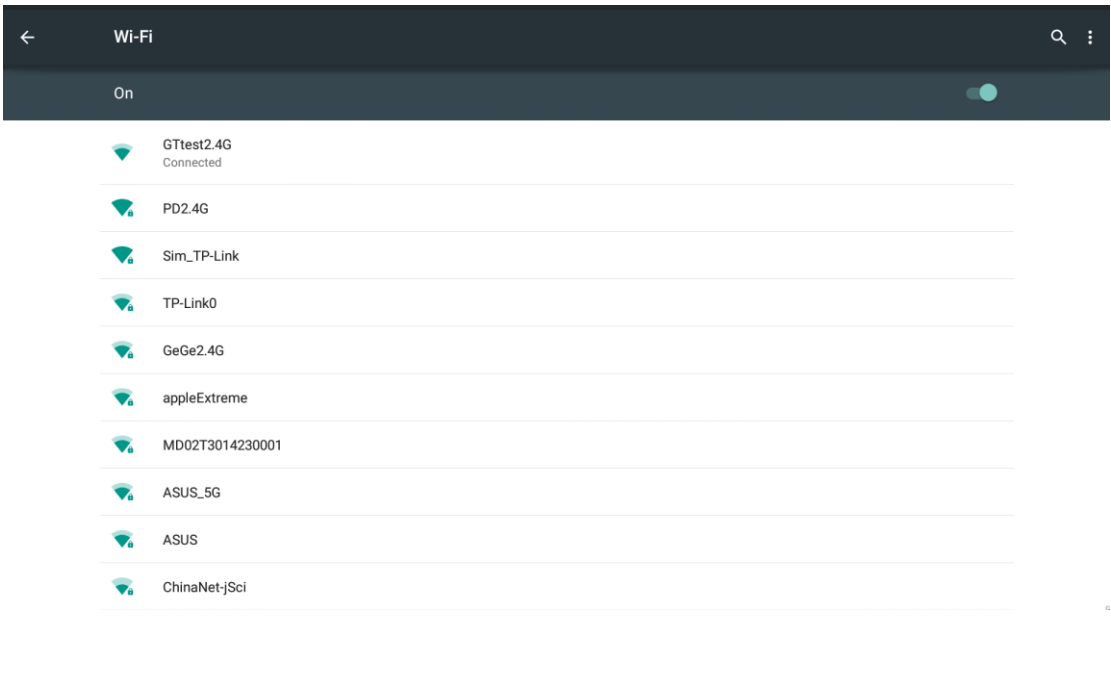 Wi-Fi
On
GTtest2.4G
Connected
PD2.4G
Sim_TP-Link
TP-Link0
GeGe2.4G
appleExtreme
MD02T3014230001
ASUS_5G
ASUS
ChinaNet-jSci